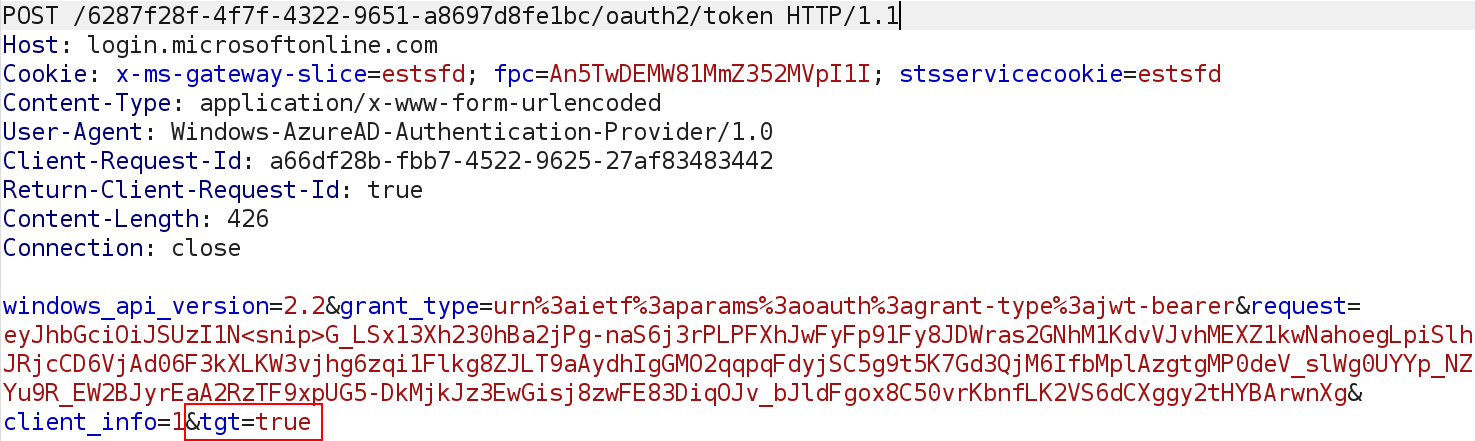 POST /6287f28f-4f7f-4322-9651-a8697d8fe1bc/oauth2/token HTTP/1.1
Host: login.microsoftonline.com
Cookie: x-ms-gateway-slice=estsfd; fpc=An5TwDEMW81MmZ352MVpI1I; stsservicecookie=estsfd
Content-Type: application/x-www-form-urlencoded
User-Agent: Windows-AzureAD-Authentication-Provider/1.0
Client-Request-Id: a66df28b-fbb7-4522-9625-27af83483442
Return-Client-Request-Id: true
Content-Length: 426
Connection: close
windows_api_version=2.2&grant_type=urn%3aietf%3aparams%3aoauth%3agrant-type%3ajwt-bearer&request=
eyJhbGciOiJSUzI1N<snip>G_LSx13Xh230hBa2jPg-naS6j3rPLPFXhJwFyFp91Fy8JDWras2GNhM1KdvVJvhMEXZ1kwNahoegLpiSlh
JRjcCD6VjAd06F3kXLKW3vjhg6zqi1Flkg8ZJLT9aAydhIgGMO2qqpqFdyjSC5g9t5K7Gd3QjM6IfbMplAzgtgMP0deV_slWg0UYYp_NZ
Yu9R_EW2BJyrEaA2RzTF9xpUG5-DkMjkJz3EwGisj8zwFE83DiqOJv_bJldFgox8C50vrKbnfLK2VS6dCXggy2tHYBArwnXg&
client_info=1&tgt=true